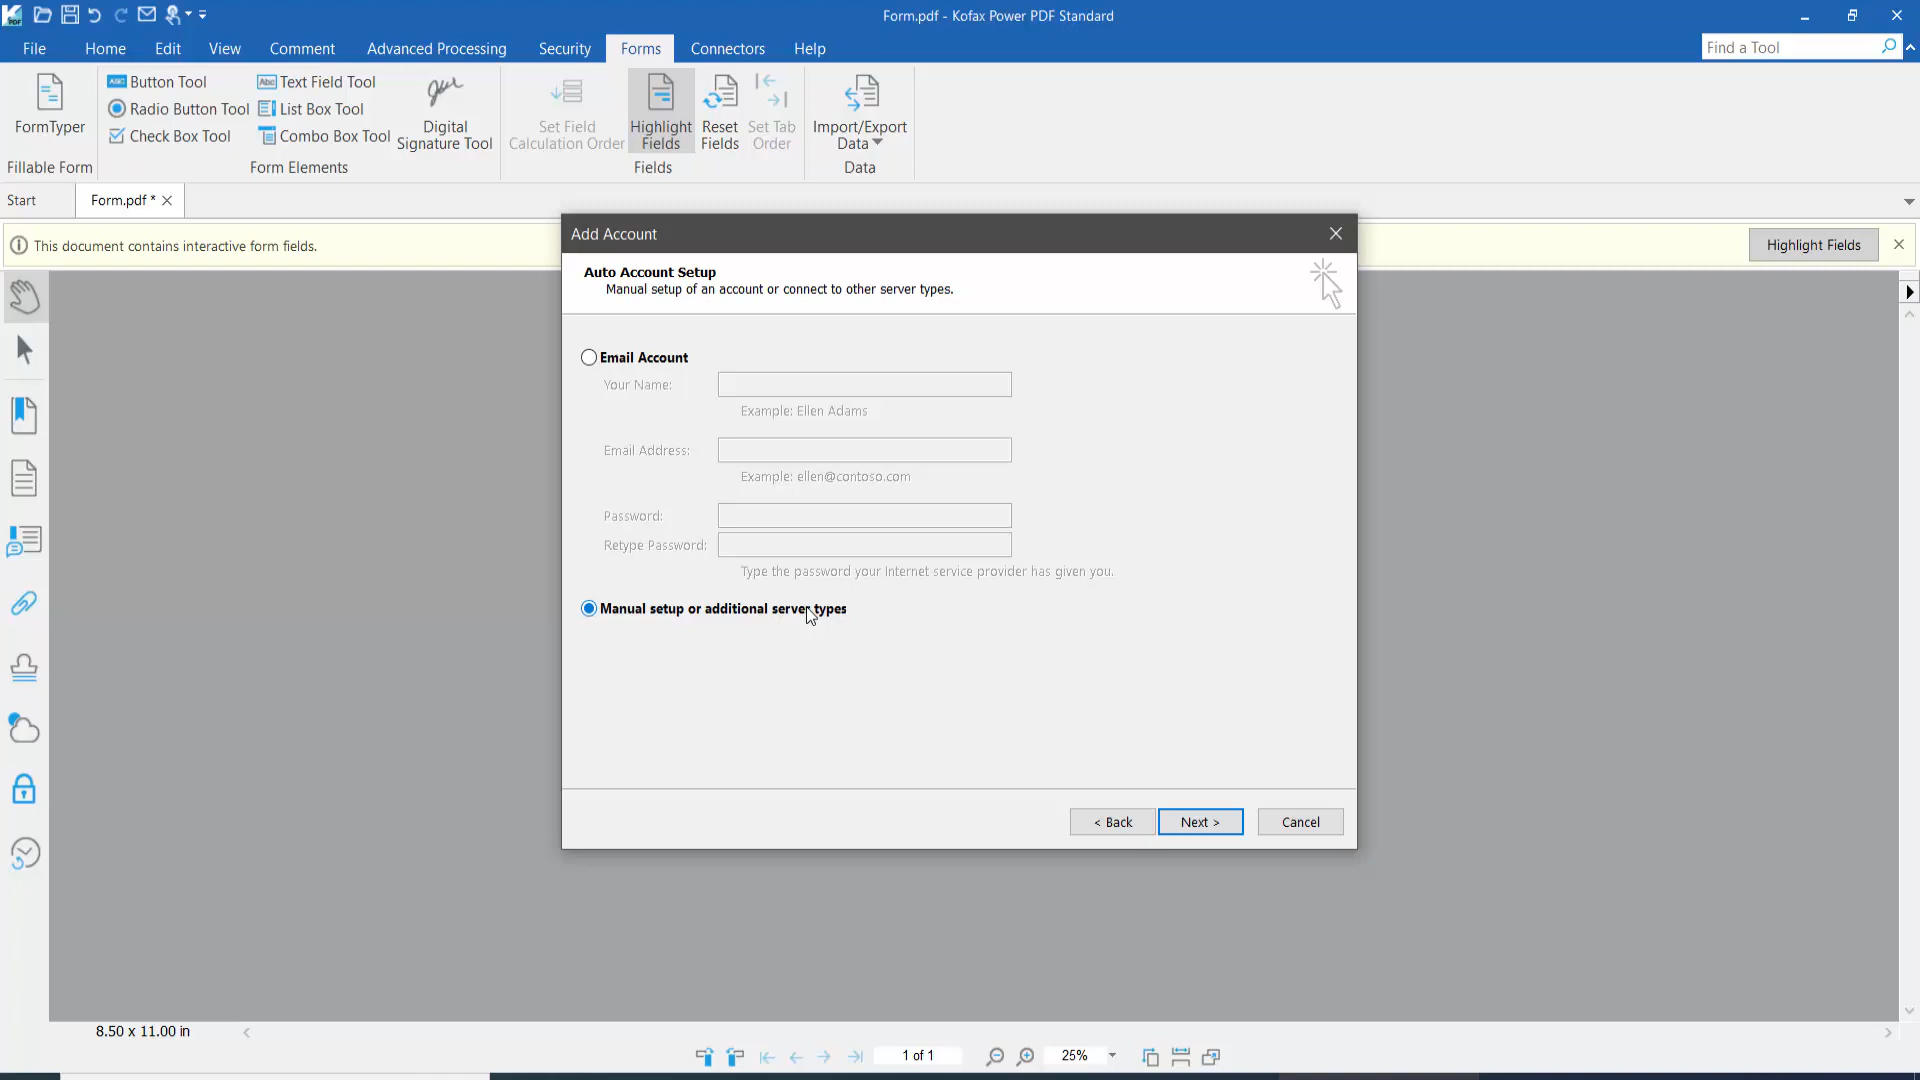 Form.pdf - Kofax Power PDF Standard
File Home Edit View Comment Advanced Processing Security Forms Connectors Help
Find a Tool
FormTyper
Fillable Form
Button Tool
Radio Button Tool
Check Box Tool
Text Field Tool
List Box Tool
Combo Box Tool
Digital
Signature Tool
Form Elements
Set Field
Calculation Order
Highlight
Fields
Reset
Fields
Set Tab
Order
Fields
Import/Export
Data
Data
Start
Form.pdf *
This document contains interactive form fields.
Highlight Fields
Add Account
Auto Account Setup
Manual setup of an account or connect to other server types.
Email Account
Your Name:
Example: Ellen Adams
Email Address:
Example: ellen@contoso.com
Password:
Retype Password:
Type the password your Internet service provider has given you.
Manual setup or additional server types
< Back
Next >
Cancel
8.50 x 11.00 in
1 of 1
25%